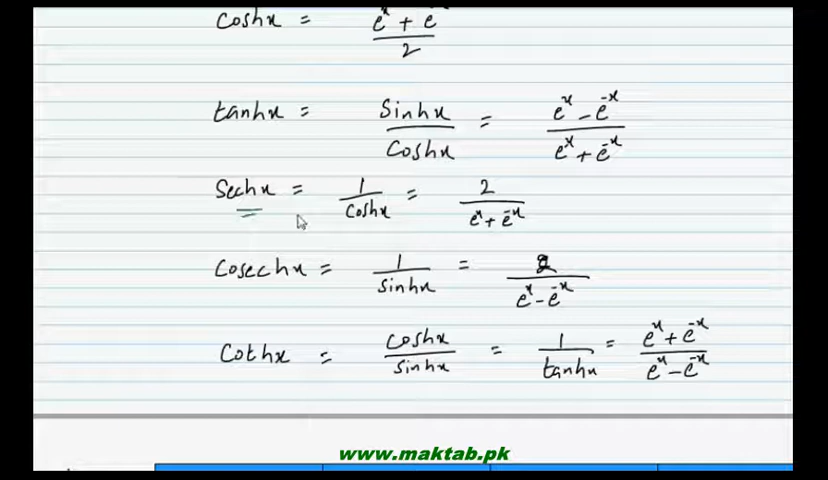 Coshx = e^x + e^-x / 2
tanhx = Sinhx / Coshx = e^x - e^-x / e^x + e^-x
Sechx = 1 / Coshx = 2 / e^x + e^-x
Cosechx = 1 / sinhx = 2 / e^x - e^-x
Cothx = Coshx / sinhx = 1 / tanhx = e^x + e^-x / e^x - e^-x
www.maktab.pk